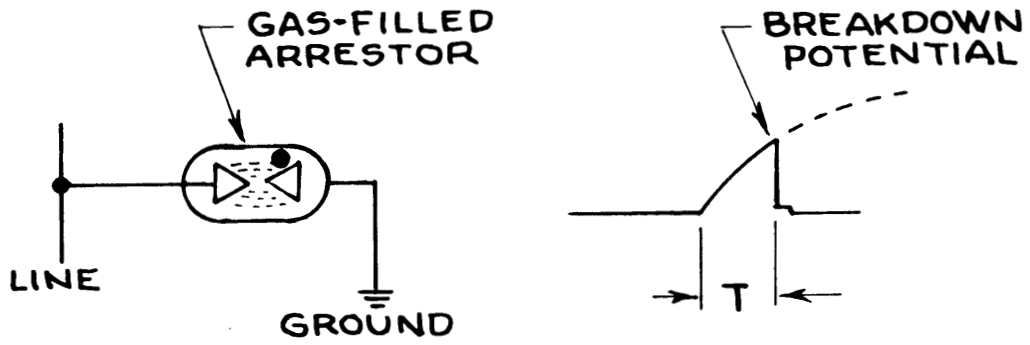 GAS-FILLED
ARRESTOR
LINE
GROUND
BREAKDOWN
POTENTIAL
T